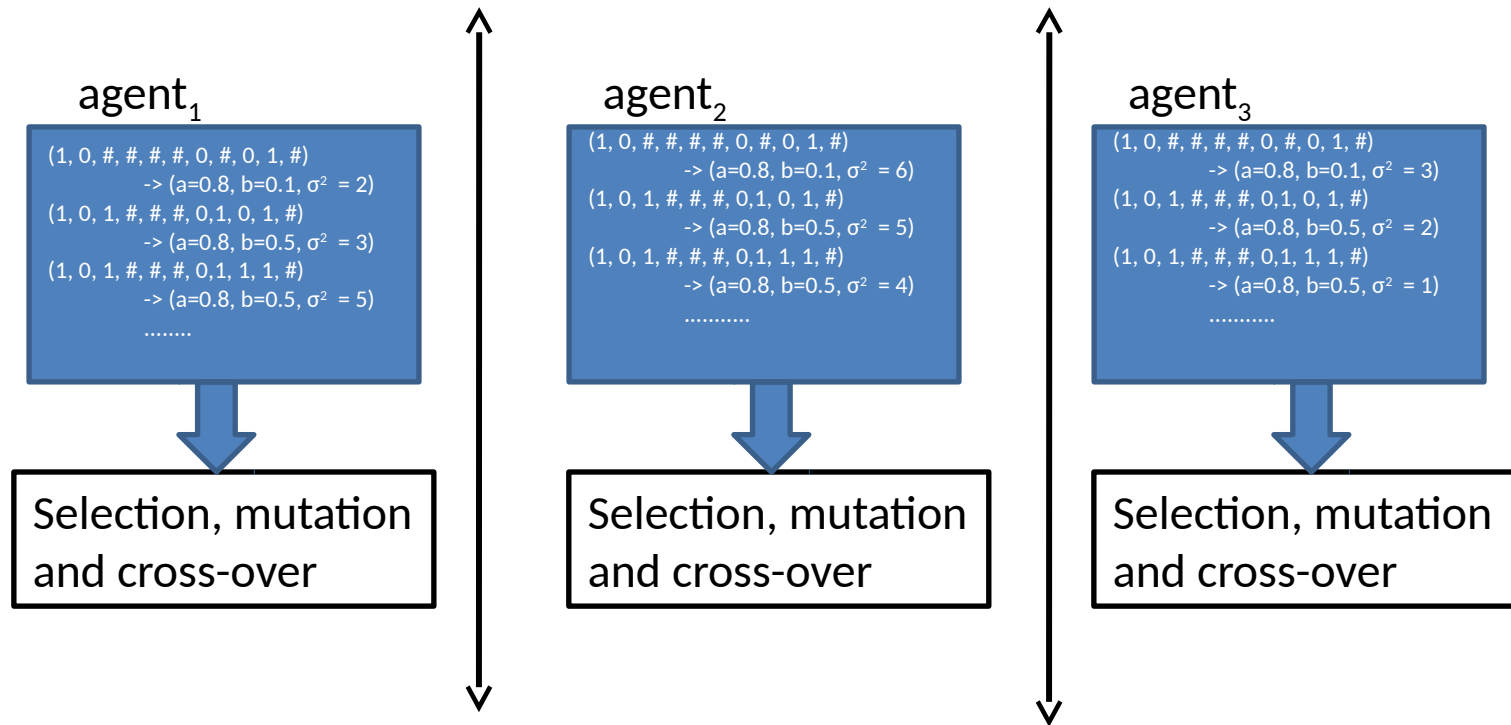 agent₁
(1, 0, #, #, #, #, 0, #, 0, 1, #)
-> (a=0.8, b=0.1, σ² = 2)
(1, 0, 1, #, #, #, 0,1, 0, 1, #)
-> (a=0.8, b=0.5, σ² = 3)
(1, 0, 1, #, #, #, 0,1, 1, 1, #)
-> (a=0.8, b=0.5, σ² = 5)
........
Selection, mutation
and cross-over
agent₂
(1, 0, #, #, #, #, 0, #, 0, 1, #)
-> (a=0.8, b=0.1, σ² = 6)
(1, 0, 1, #, #, #, 0,1, 0, 1, #)
-> (a=0.8, b=0.5, σ² = 5)
(1, 0, 1, #, #, #, 0,1, 1, 1, #)
-> (a=0.8, b=0.5, σ² = 4)
...........
Selection, mutation
and cross-over
agent₃
(1, 0, #, #, #, #, 0, #, 0, 1, #)
-> (a=0.8, b=0.1, σ² = 3)
(1, 0, 1, #, #, #, 0,1, 0, 1, #)
-> (a=0.8, b=0.5, σ² = 2)
(1, 0, 1, #, #, #, 0,1, 1, 1, #)
-> (a=0.8, b=0.5, σ² = 1)
...........
Selection, mutation
and cross-over